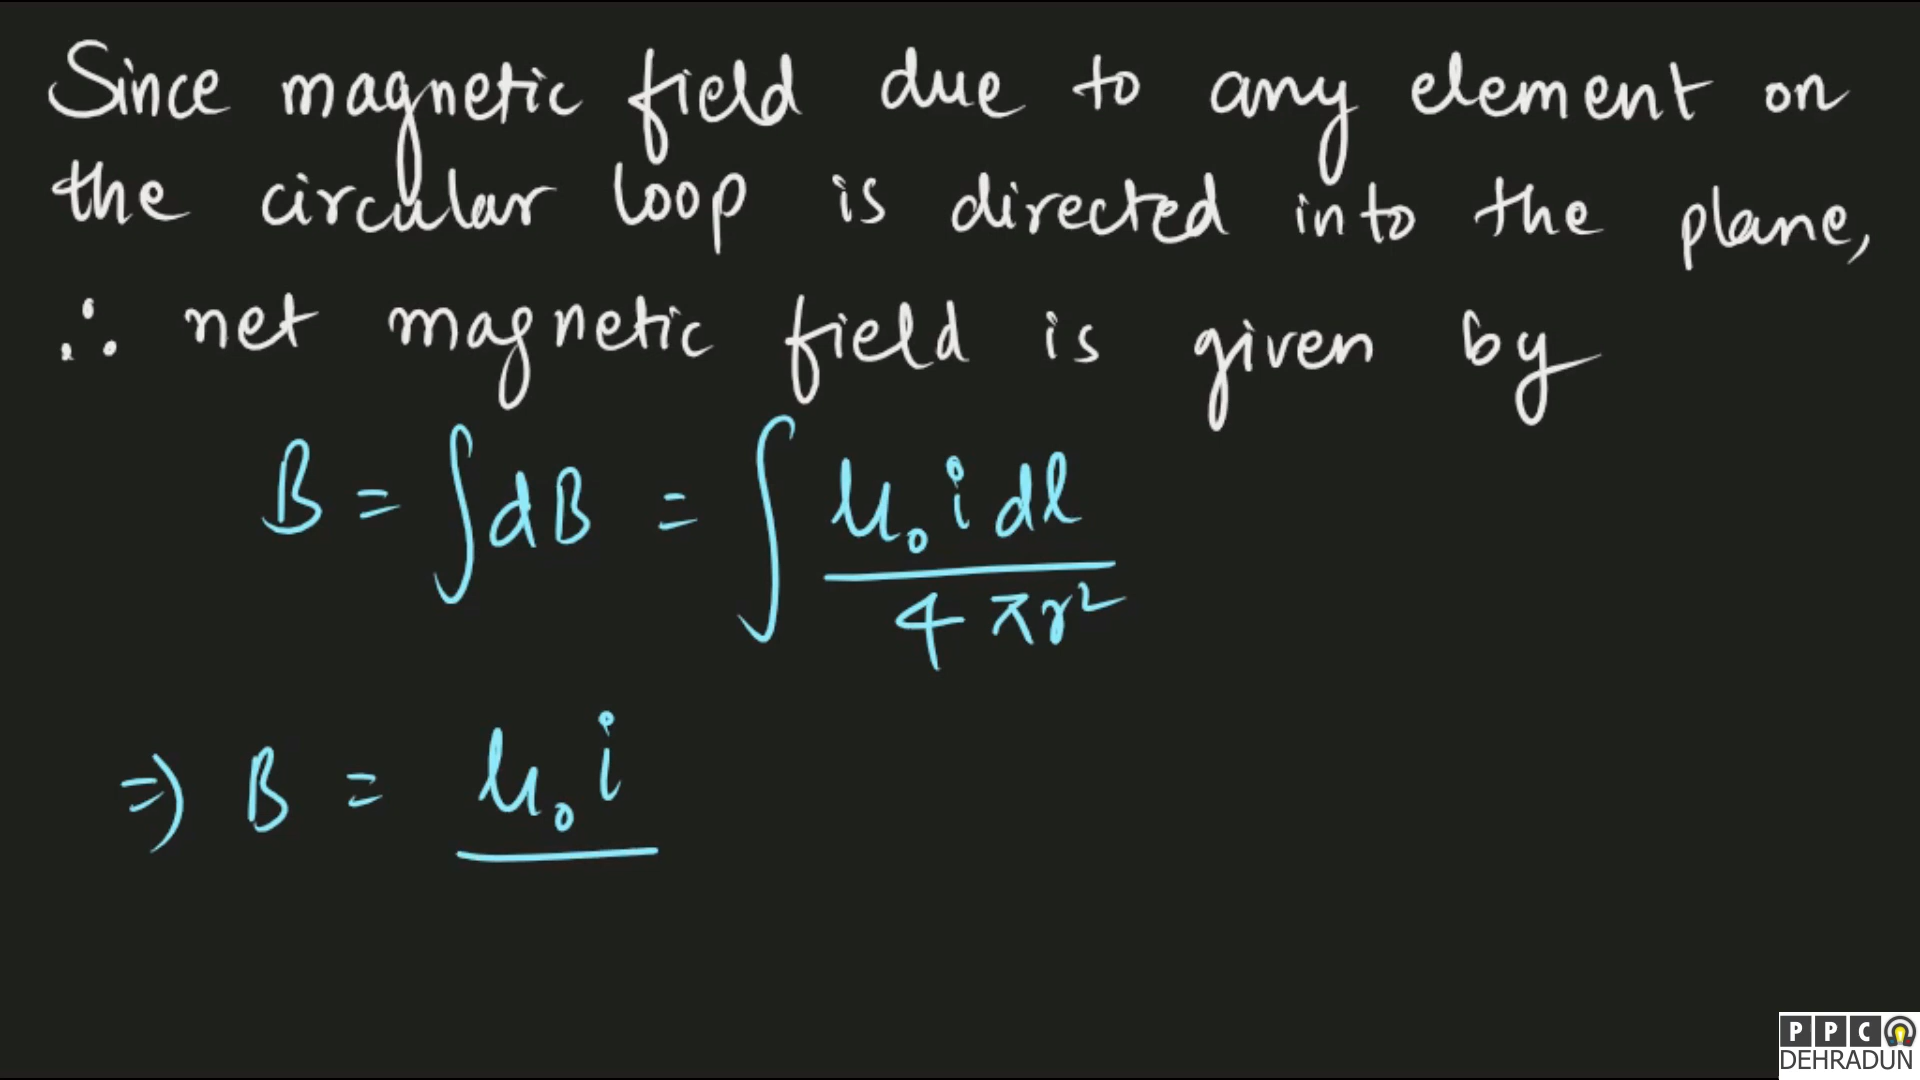 Since magnetic field due to any element on
the circular loop is directed into the plane,
∴ net magnetic field is given by
B = ∫dB = ∫ μ₀ i dl / 4πr²
⇒ B = μ₀ i
PPC
DEHRADUN